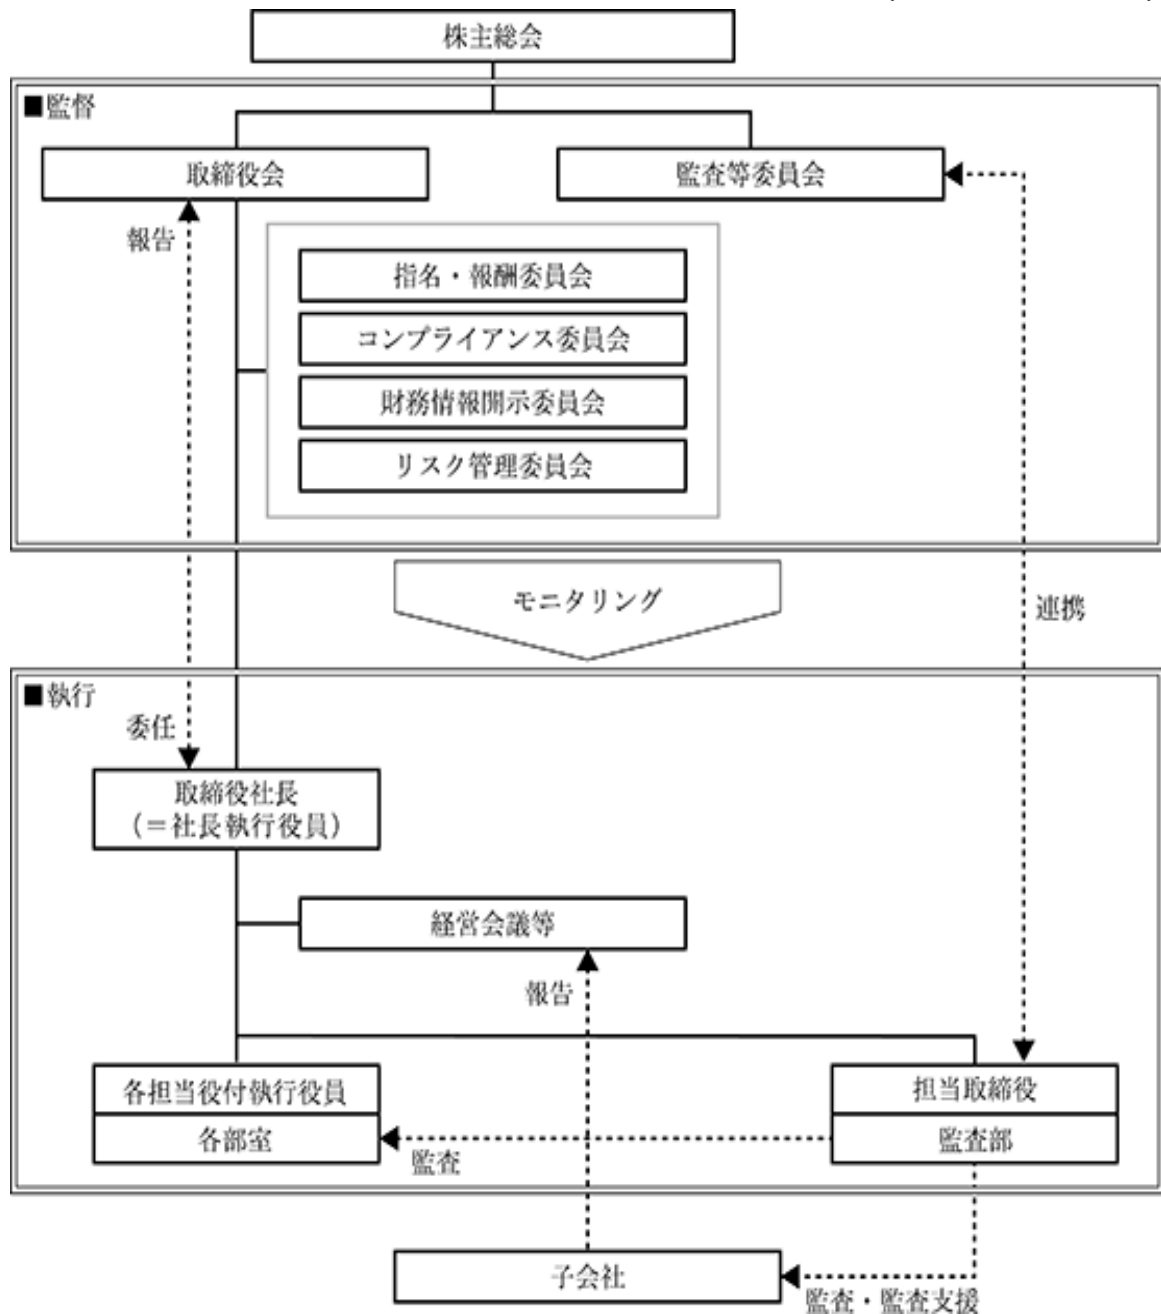 株主総会
■監督
取締役会
監査等委員会
報告
指名・報酬委員会
コンプライアンス委員会
財務情報開示委員会
リスク管理委員会
モニタリング
連携
■執行
委任
取締役社長
(=社長執行役員)
経営会議等
報告
各担当役付執行役員
担当取締役
各部室
監査部
監査
子会社
監査・監査支援